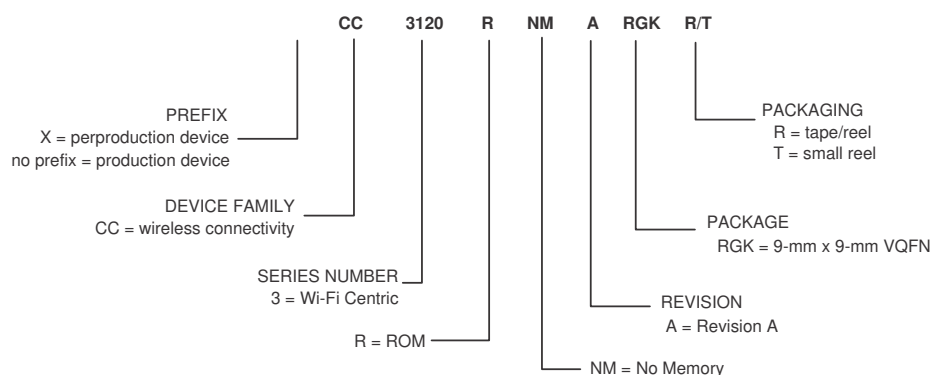 CC 3120 R NM A RGK R/T
PREFIX
X = perproduction device
no prefix = production device
PACKAGING
R = tape/reel
T = small reel
DEVICE FAMILY
CC = wireless connectivity
PACKAGE
RGK = 9-mm x 9-mm VQFN
SERIES NUMBER
3 = Wi-Fi Centric
REVISION
A = Revision A
R = ROM
NM = No Memory